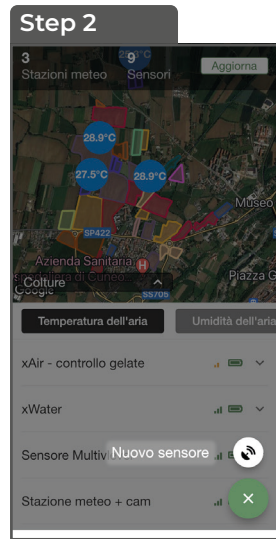 Step 2
3 9
Stazioni meteo Sensori
Aggiorna
28.9°C
27.5°C
28.9°C
Museo
SP422
Azienda Sanitaria
H
Piazza G
Colture
Google
SS705
Temperatura dell'aria
Umidità dell'aria
xAir - controllo gelate
xWater
Sensore Multiv
Nuovo sensore
Stazione meteo + cam